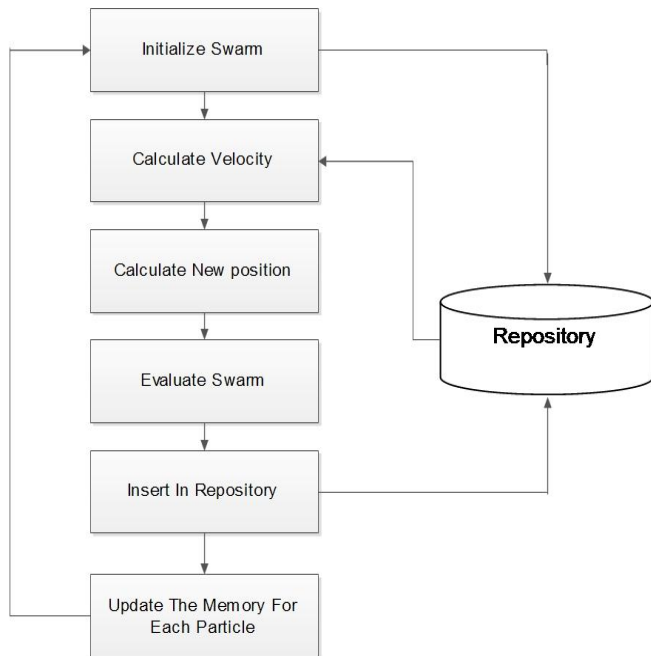 Initialize Swarm
Calculate Velocity
Calculate New position
Repository
Evaluate Swarm
Insert In Repository
Update The Memory For
Each Particle